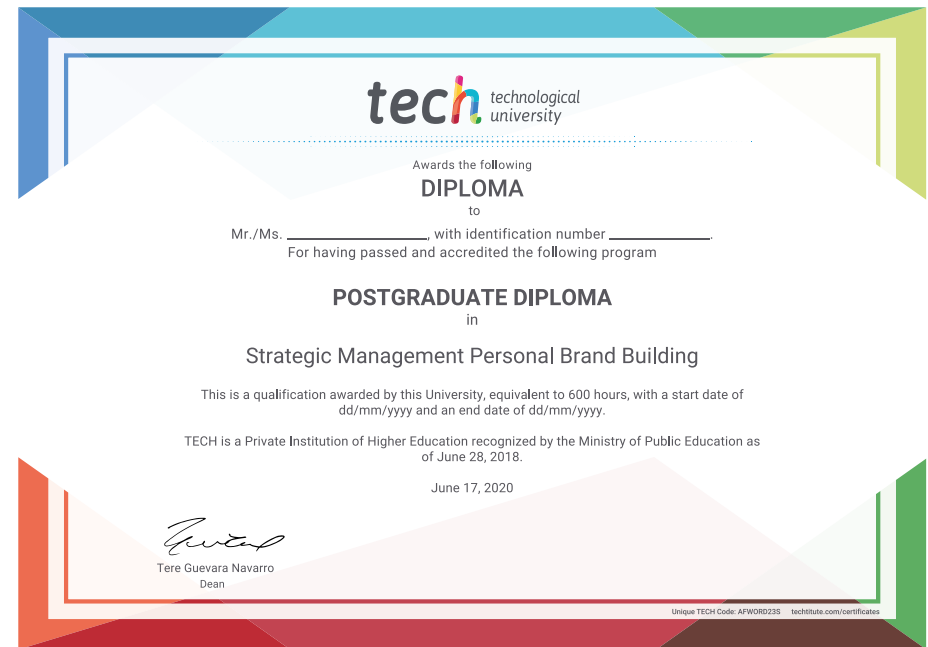 tech technological
university
Awards the following
DIPLOMA
to
Mr./Ms. ____________________, with identification number ______________.
For having passed and accredited the following program
POSTGRADUATE DIPLOMA
in
Strategic Management Personal Brand Building
This is a qualification awarded by this University, equivalent to 600 hours, with a start date of
dd/mm/yyyy and an end date of dd/mm/yyyy.
TECH is a Private Institution of Higher Education recognized by the Ministry of Public Education as
of June 28, 2018.
June 17, 2020
Tere Guevara Navarro
Dean
Unique TECH Code: AFWORD23S techtitute.com/certificates